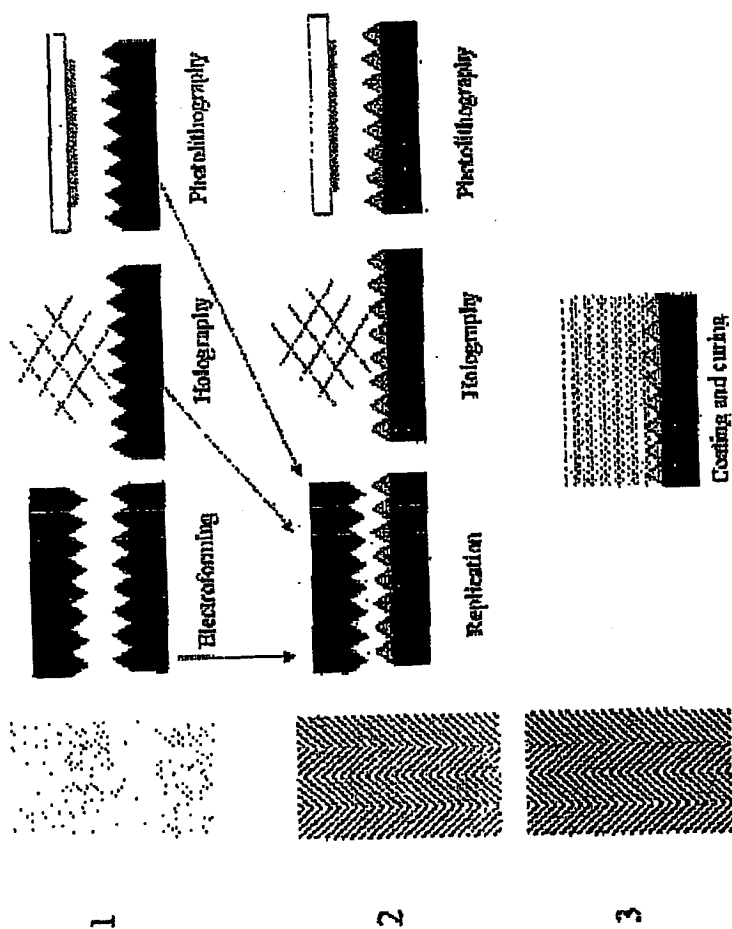 1
Electroforming
Holography
Photolithography
2
Replication
Holography
Photolithography
3
Coating and curing